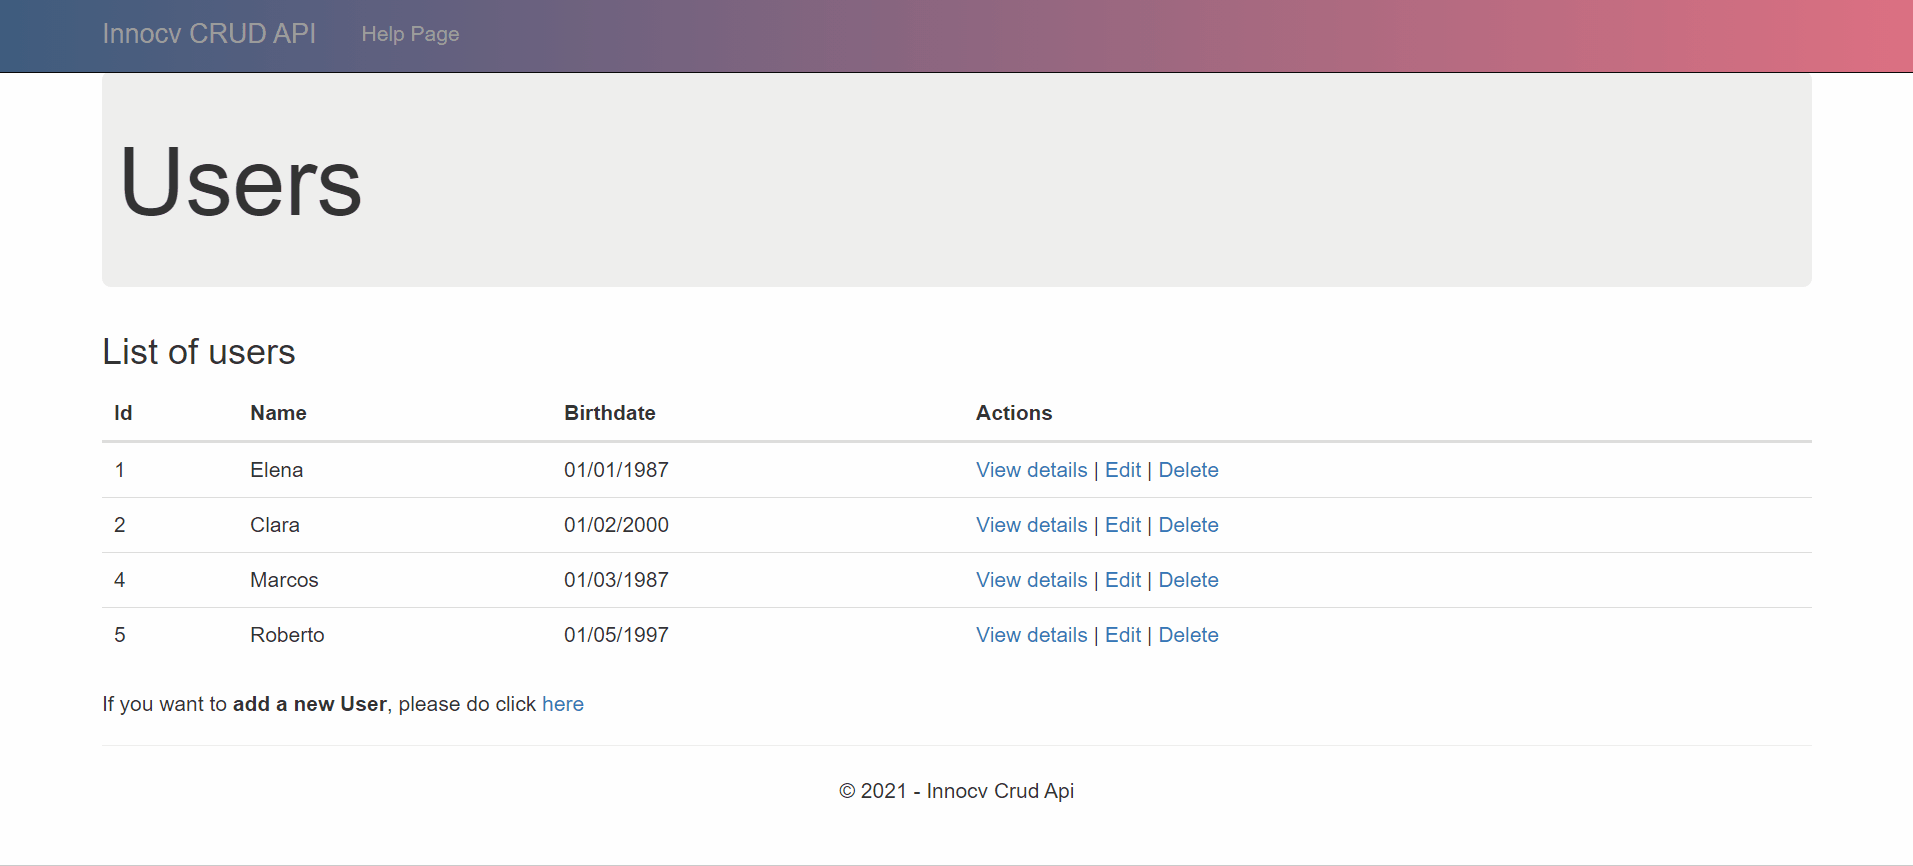 Innocv CRUD API Help Page
Users
List of users
Id Name Birthdate Actions
1 Elena 01/01/1987 View details | Edit | Delete
2 Clara 01/02/2000 View details | Edit | Delete
4 Marcos 01/03/1987 View details | Edit | Delete
5 Roberto 01/05/1997 View details | Edit | Delete
If you want to add a new User, please do click here
© 2021 - Innocv Crud Api